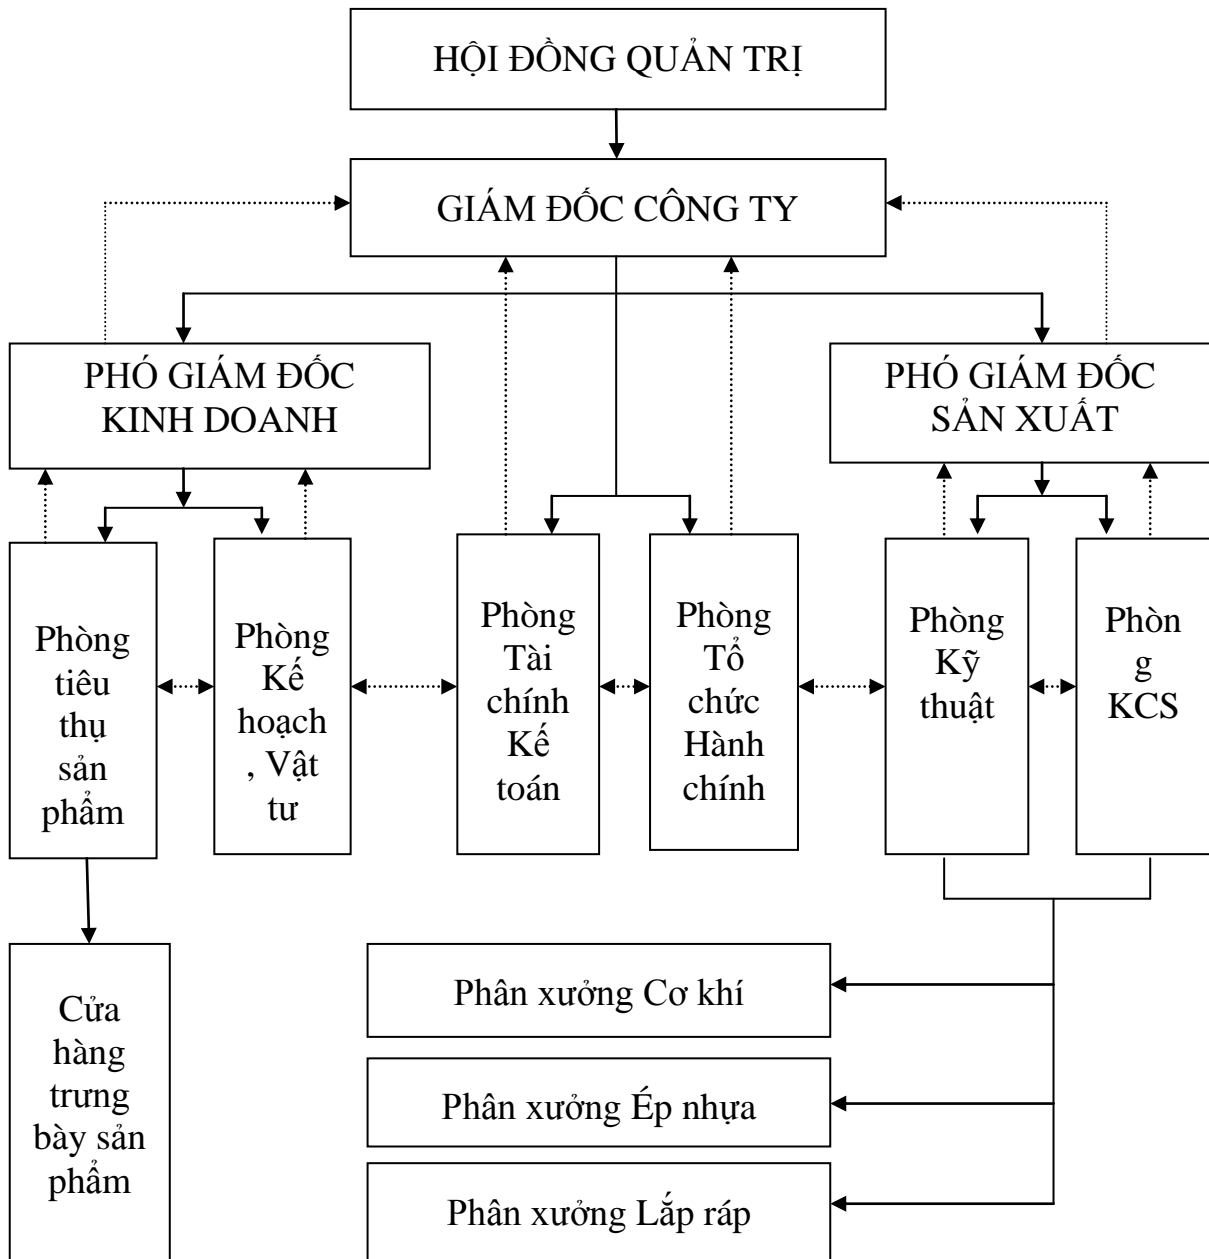 HỘI ĐỒNG QUẢN TRỊ
GIÁM ĐỐC CÔNG TY
PHÓ GIÁM ĐỐC
KINH DOANH
PHÓ GIÁM ĐỐC
SẢN XUẤT
Phòng
tiêu
thụ
sản
phẩm
Phòng
Kế
hoạch
, Vật
tư
Phòng
Tài
chính
Kế
toán
Phòng
Tổ
chức
Hành
chính
Phòng
Kỹ
thuật
Phòn
g
KCS
Cửa
hàng
trưng
bày sản
phẩm
Phân xưởng Cơ khí
Phân xưởng Ép nhựa
Phân xưởng Lắp ráp